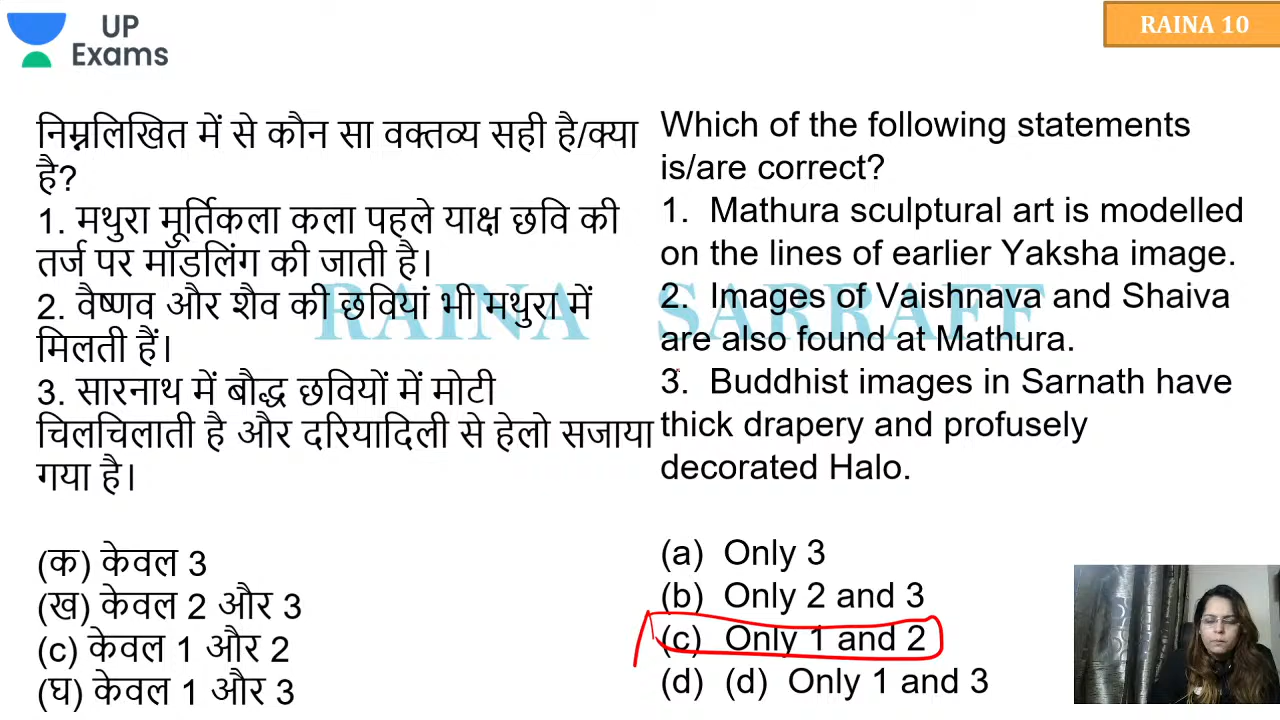 UP
Exams
RAINA 10
निम्नलिखित में से कौन सा वक्तव्य सही है/क्या
है?
1. मथुरा मूर्तिकला कला पहले याक्ष छवि की
तर्ज पर मॉडलिंग की जाती है।
2. वैष्णव और शैव की छवियां भी मथुरा में
मिलती हैं।
3. सारनाथ में बौद्ध छवियों में मोटी
चिलचिलाती है और दरियादिली से हेलो सजाया
गया है।
(क) केवल 3
(ख) केवल 2 और 3
(c) केवल 1 और 2
(घ) केवल 1 और 3
Which of the following statements
is/are correct?
1. Mathura sculptural art is modelled
on the lines of earlier Yaksha image.
2. Images of Vaishnava and Shaiva
are also found at Mathura.
3. Buddhist images in Sarnath have
thick drapery and profusely
decorated Halo.
(a) Only 3
(b) Only 2 and 3
(c) Only 1 and 2
(d) (d) Only 1 and 3
RAINA SARRAFF